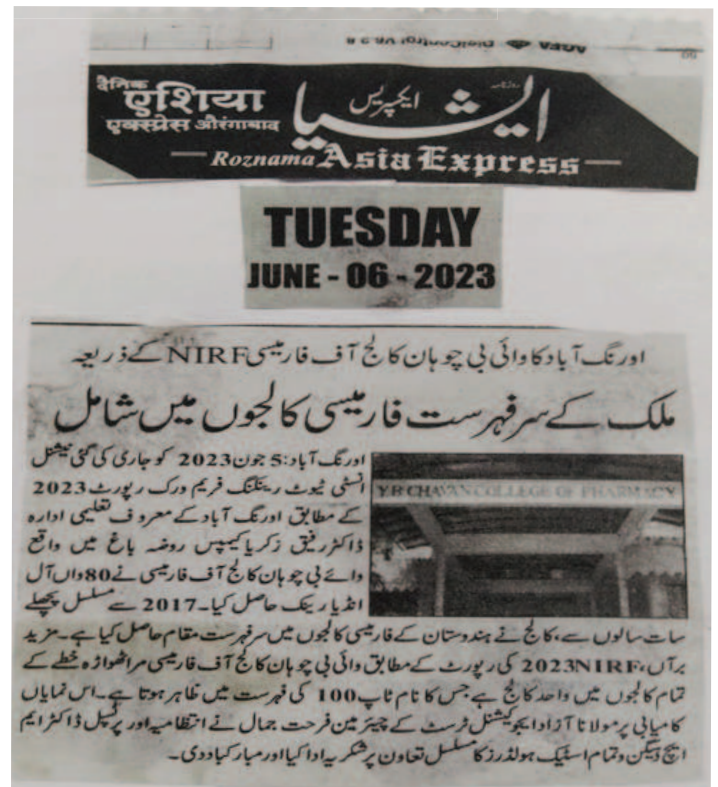 दैनिक
एशिया
एक्सप्रेस औरंगाबाद
روزنامہ
ایشیا ایکسپریس
Roznama Asia Express
TUESDAY
JUNE - 06 - 2023
اورنگ آباد کا وائی بی چوہان کالج آف فارمیسی NIRF کے ذریعہ
ملک کے سرفہرست فارمیسی کالجوں میں شامل
اورنگ آباد: 5 جون 2023 کو جاری کی گئی نیشنل
انسٹی ٹیوٹ رینکنگ فریم ورک رپورٹ 2023
کے مطابق اورنگ آباد کے معروف تعلیمی ادارہ
ڈاکٹر رفیق زکریا کیمپس روضہ باغ میں واقع
وائے بی چوہان کالج آف فارمیسی نے 80 واں آل
انڈیا رینک حاصل کیا۔ 2017 سے مسلسل پچھلے
سات سالوں سے، کالج نے ہندوستان کے فارمیسی کالجوں میں سرفہرست مقام حاصل کیا ہے۔ مزید
برآں، 2023NIRF کی رپورٹ کے مطابق وائی بی چوہان کالج آف فارمیسی مراٹھواڑہ خطے کے
تمام کالجوں میں واحد کالج ہے جس کا نام ٹاپ 100 کی فہرست میں ظاہر ہوتا ہے۔ اس نمایاں
کامیابی پر مولانا آزاد ایجوکیشنل ٹرسٹ کے چیئرمین فرحت جمال نے انتظامیہ اور پرنسپل ڈاکٹر ایم
ایچ ڈیگن و تمام اسٹیک ہولڈرز کا مسلسل تعاون پر شکریہ ادا کیا اور مبارکباد دی۔
Y.B CHAVAN COLLEGE OF PHARMACY